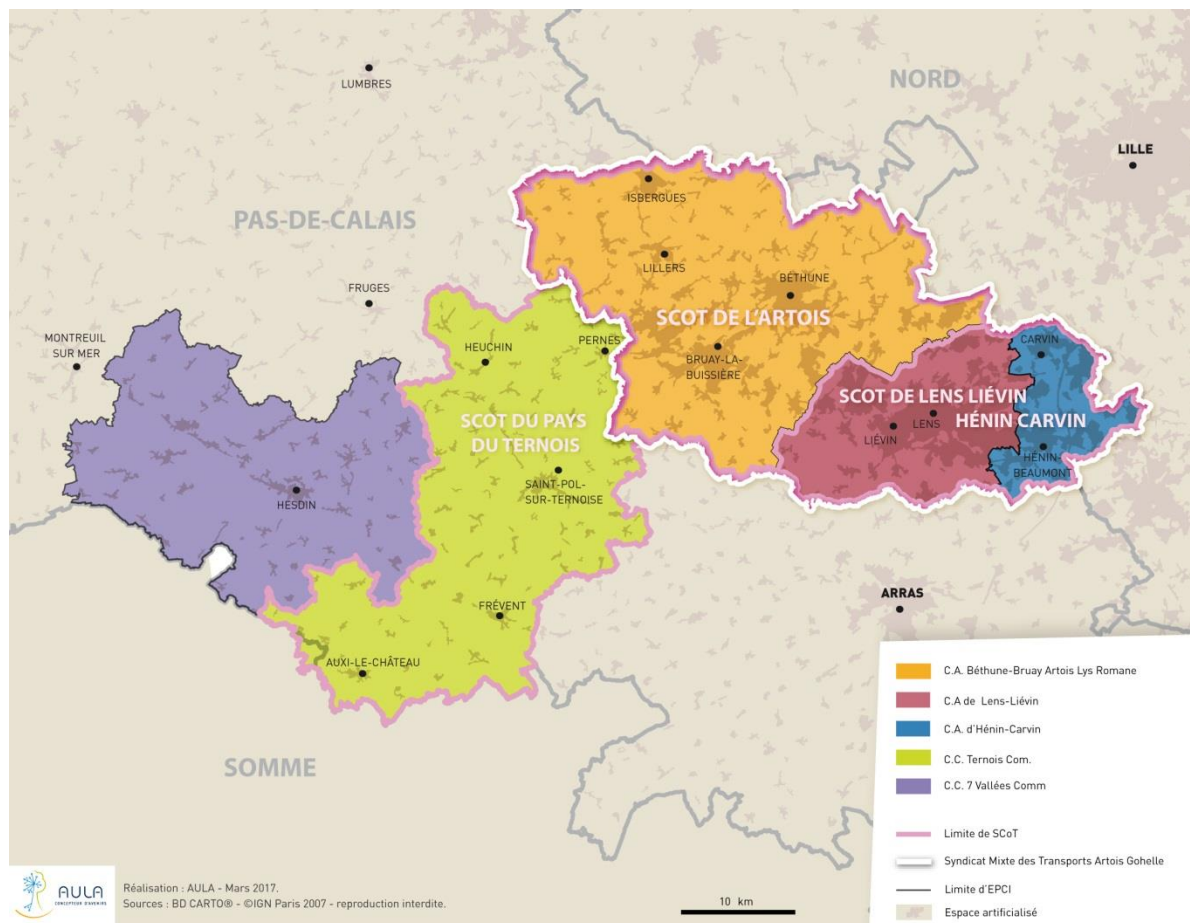 NORD
LUMBRES
LILLE
ISBERGUES
PAS-DE-CALAIS
LILLERS
BÉTHUNE
FRUGES
SCOT DE L'ARTOIS
MONTREUIL
SUR MER
HEUCHIN
PERNES
BRUAY-LA-
BUISSIÈRE
CARVIN
SCOT DE LENS LIÉVIN
HÉNIN CARVIN
LENS
LIÉVIN
SCOT DU PAYS
DU TERNOIS
HÉNIN-
BEAUMONT
SAINT-POL-
SUR-TERNOISE
HESDIN
ARRAS
FRÉVENT
AUXI-LE-CHÂTEAU
SOMME
C.A. Béthune-Bruay Artois Lys Romane
C.A de Lens-Liévin
C.A. d'Hénin-Carvin
C.C. Ternois Com.
C.C. 7 Vallées Comm
Limite de SCoT
Syndicat Mixte des Transports Artois Gohelle
Limite d'EPCI
Espace artificialisé
AULA
CONCEPTEUR D'AVENIRS
Réalisation : AULA - Mars 2017.
Sources : BD CARTO® - ©IGN Paris 2007 - reproduction interdite.
10 km